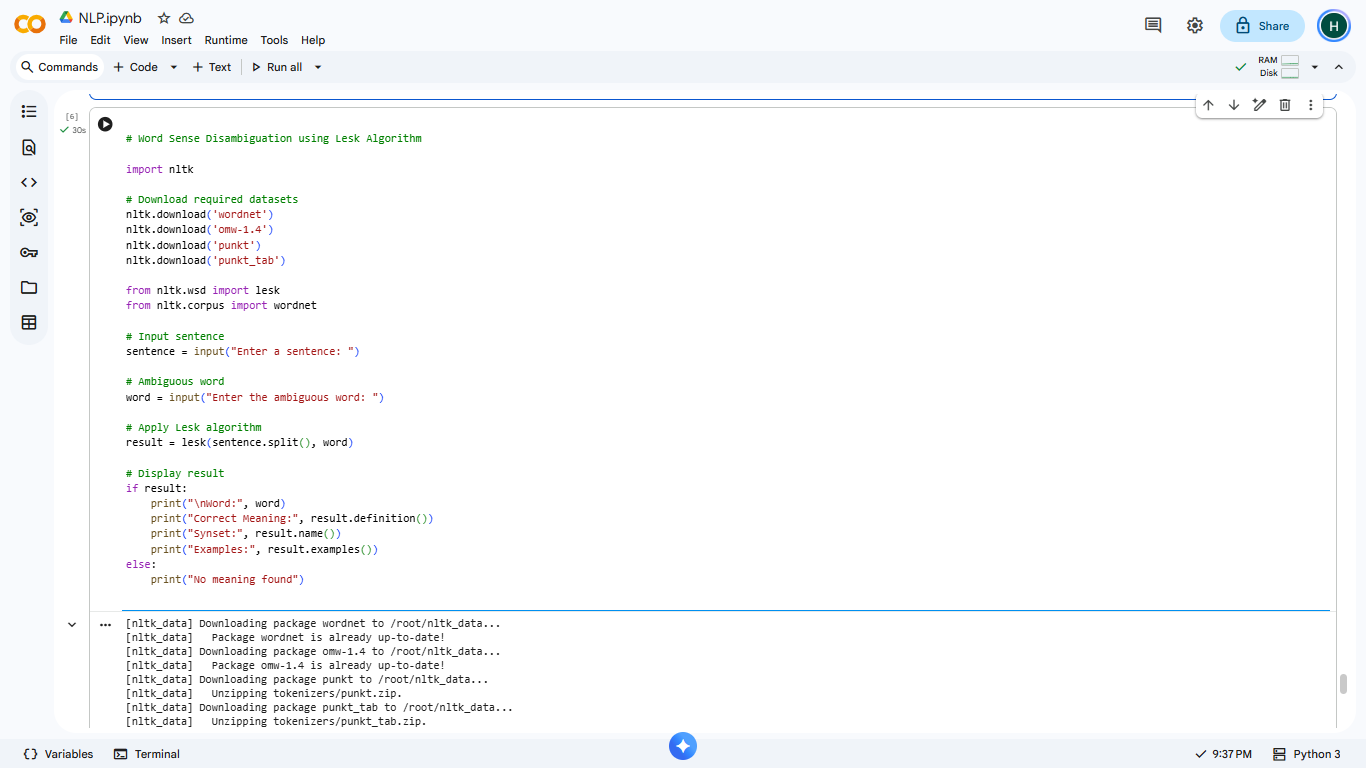 NLP.ipynb
File Edit View Insert Runtime Tools Help
Share
H
Commands + Code + Text Run all
RAM
Disk
[6]
30s
# Word Sense Disambiguation using Lesk Algorithm
import nltk
# Download required datasets
nltk.download('wordnet')
nltk.download('omw-1.4')
nltk.download('punkt')
nltk.download('punkt_tab')
from nltk.wsd import lesk
from nltk.corpus import wordnet
# Input sentence
sentence = input("Enter a sentence: ")
# Ambiguous word
word = input("Enter the ambiguous word: ")
# Apply Lesk algorithm
result = lesk(sentence.split(), word)
# Display result
if result:
    print("\nWord:", word)
    print("Correct Meaning:", result.definition())
    print("Synset:", result.name())
    print("Examples:", result.examples())
else:
    print("No meaning found")
[nltk_data] Downloading package wordnet to /root/nltk_data...
[nltk_data]   Package wordnet is already up-to-date!
[nltk_data] Downloading package omw-1.4 to /root/nltk_data...
[nltk_data]   Package omw-1.4 is already up-to-date!
[nltk_data] Downloading package punkt to /root/nltk_data...
[nltk_data]   Unzipping tokenizers/punkt.zip.
[nltk_data] Downloading package punkt_tab to /root/nltk_data...
[nltk_data]   Unzipping tokenizers/punkt_tab.zip.
Variables Terminal
9:37 PM Python 3